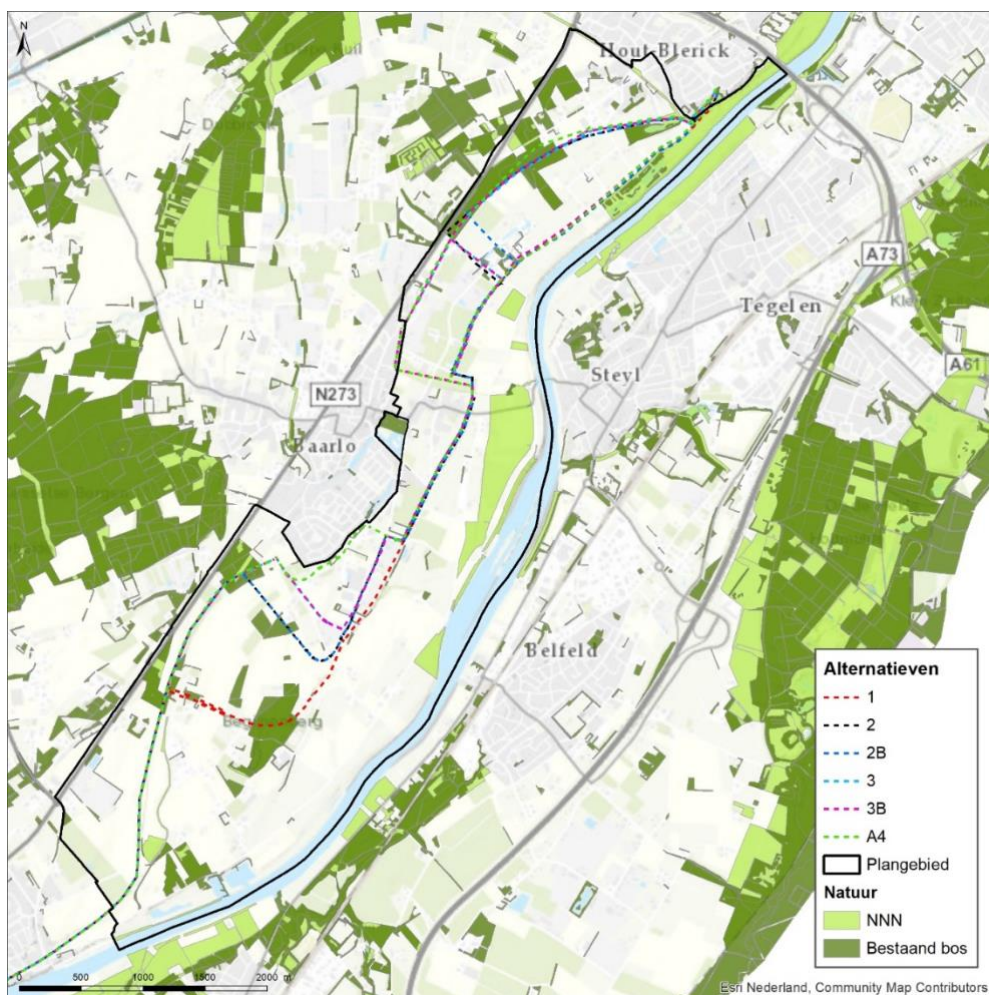 N
Hout-Blerick
A73
Tegelen
A61
Steyl
N273
Baarlo
Belfeld
Alternatieven
1
2
2B
3
3B
A4
Plangebied
Natuur
NNN
Bestaand bos
0 500 1000 1500 2000 m
Esri Nederland, Community Map Contributors